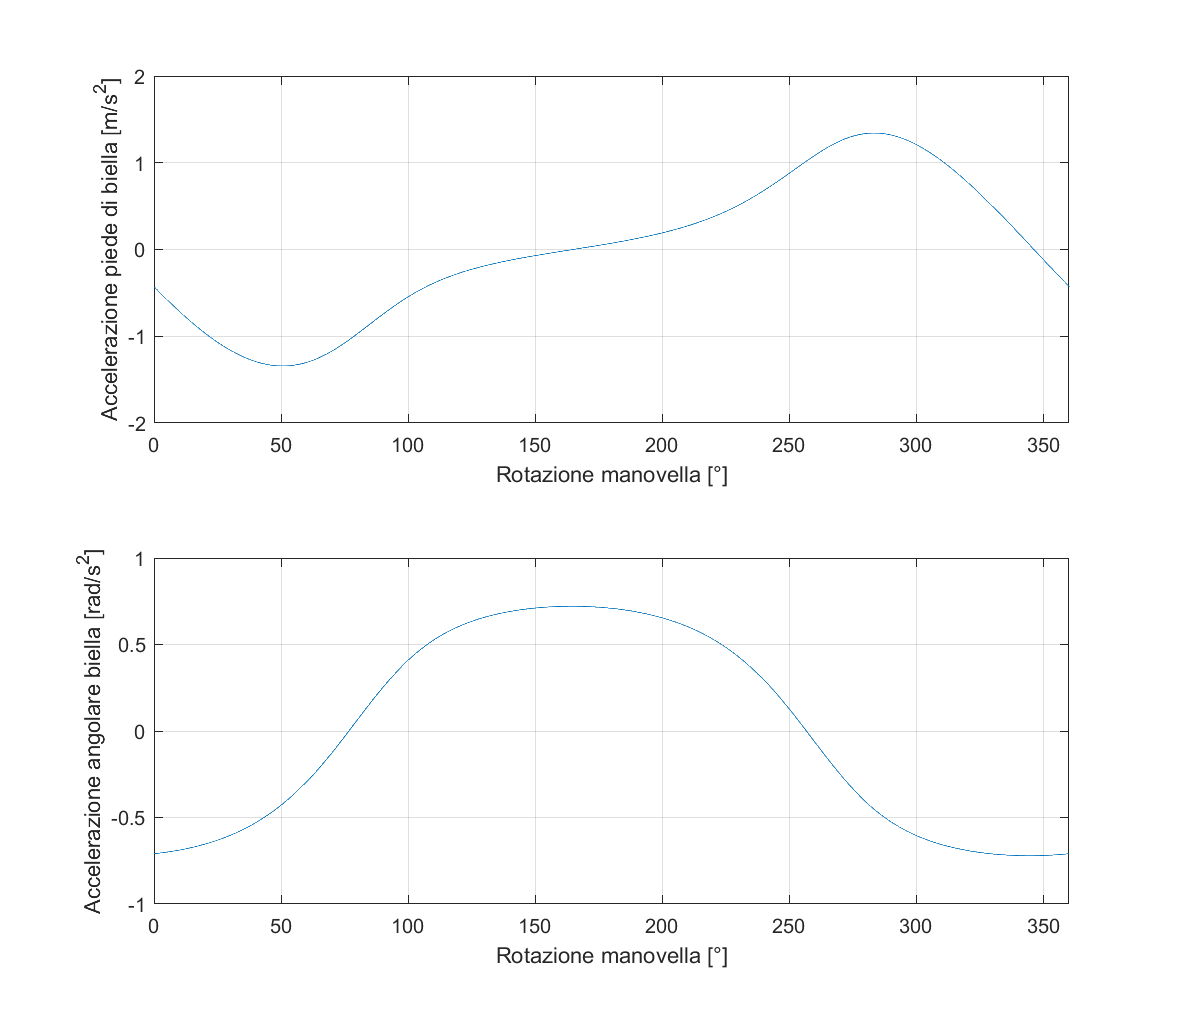 Accelerazione piede di biella [m/s2]
2
1
0
-1
-2
0 50 100 150 200 250 300 350
Rotazione manovella [°]
Accelerazione angolare biella [rad/s2]
1
0.5
0
-0.5
-1
0 50 100 150 200 250 300 350
Rotazione manovella [°]